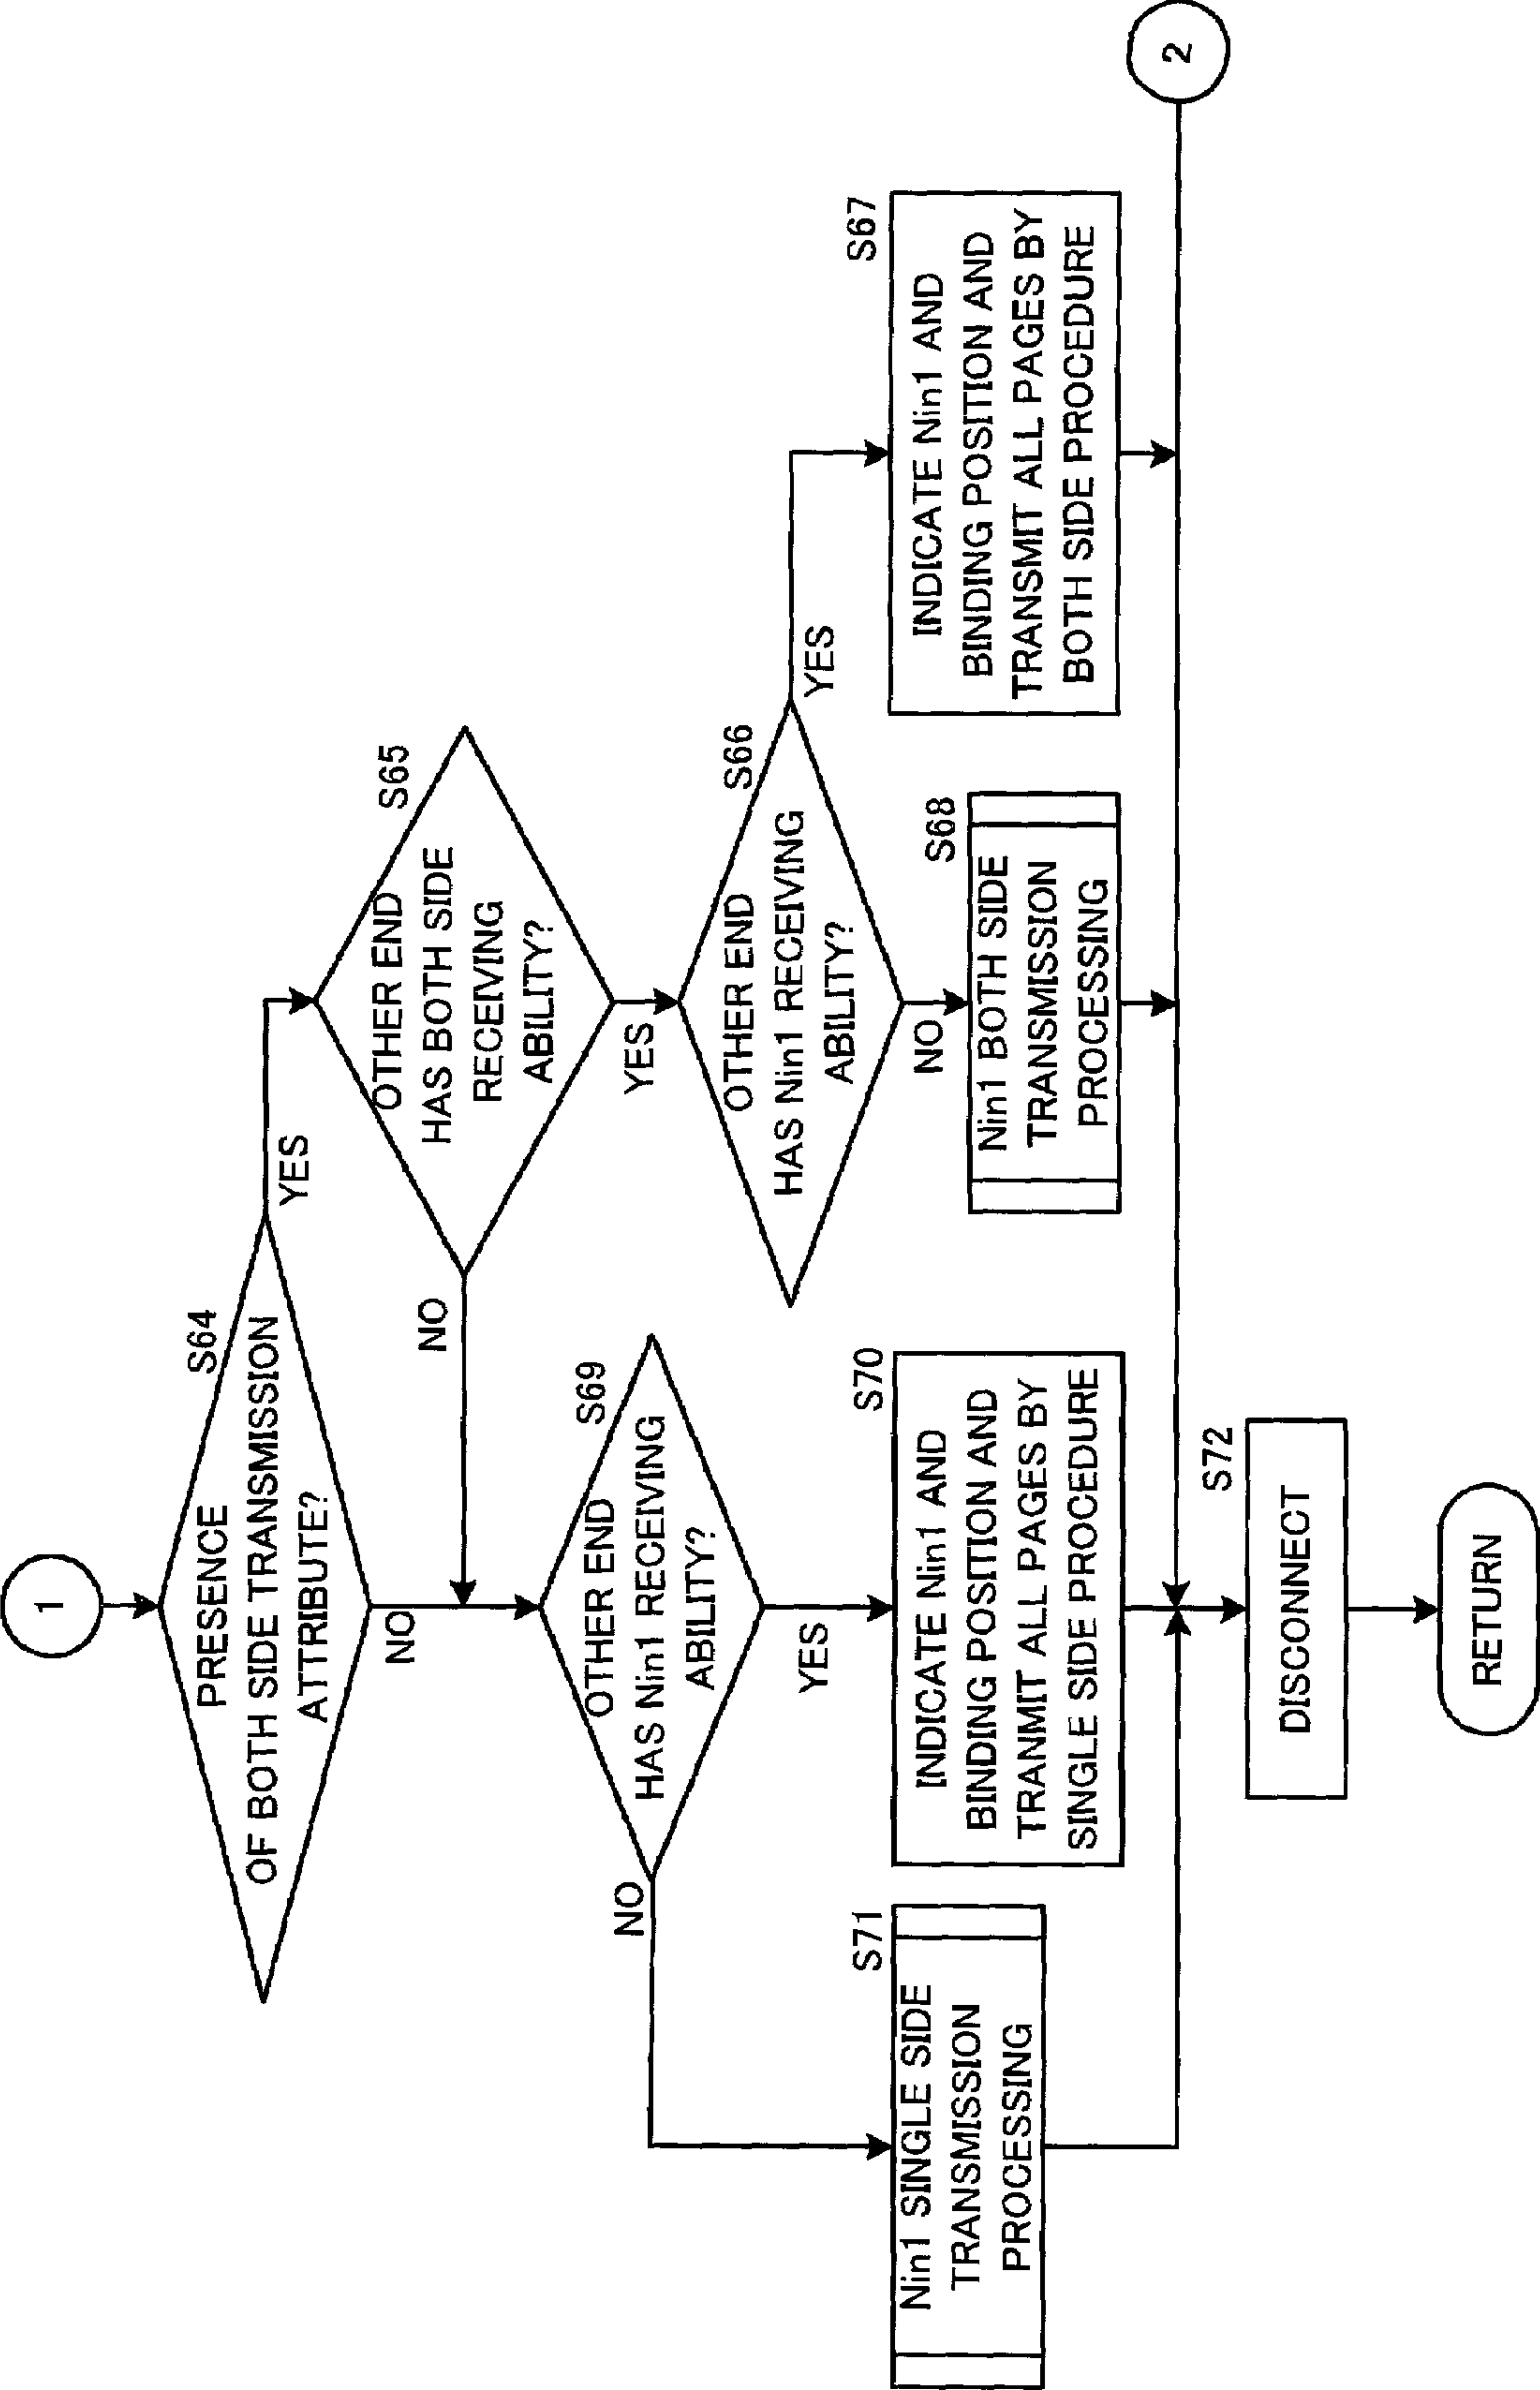 1
S64
PRESENCE
OF BOTH SIDE TRANSMISSION
ATTRIBUTE?
YES
NO
S65
OTHER END
HAS BOTH SIDE
RECEIVING
ABILITY?
NO
YES
S69
OTHER END
HAS Nin1 RECEIVING
ABILITY?
NO
YES
S66
OTHER END
HAS Nin1 RECEIVING
ABILITY?
YES
NO
S71
Nin1 SINGLE SIDE
TRANSMISSION
PROCESSING
S70
INDICATE Nin1 AND
BINDING POSITION AND
TRANMIT ALL PAGES BY
SINGLE SIDE PROCEDURE
S68
Nin1 BOTH SIDE
TRANSMISSION
PROCESSING
S67
INDICATE Nin1 AND
BINDING POSITION AND
TRANSMIT ALL PAGES BY
BOTH SIDE PROCEDURE
2
S72
DISCONNECT
RETURN